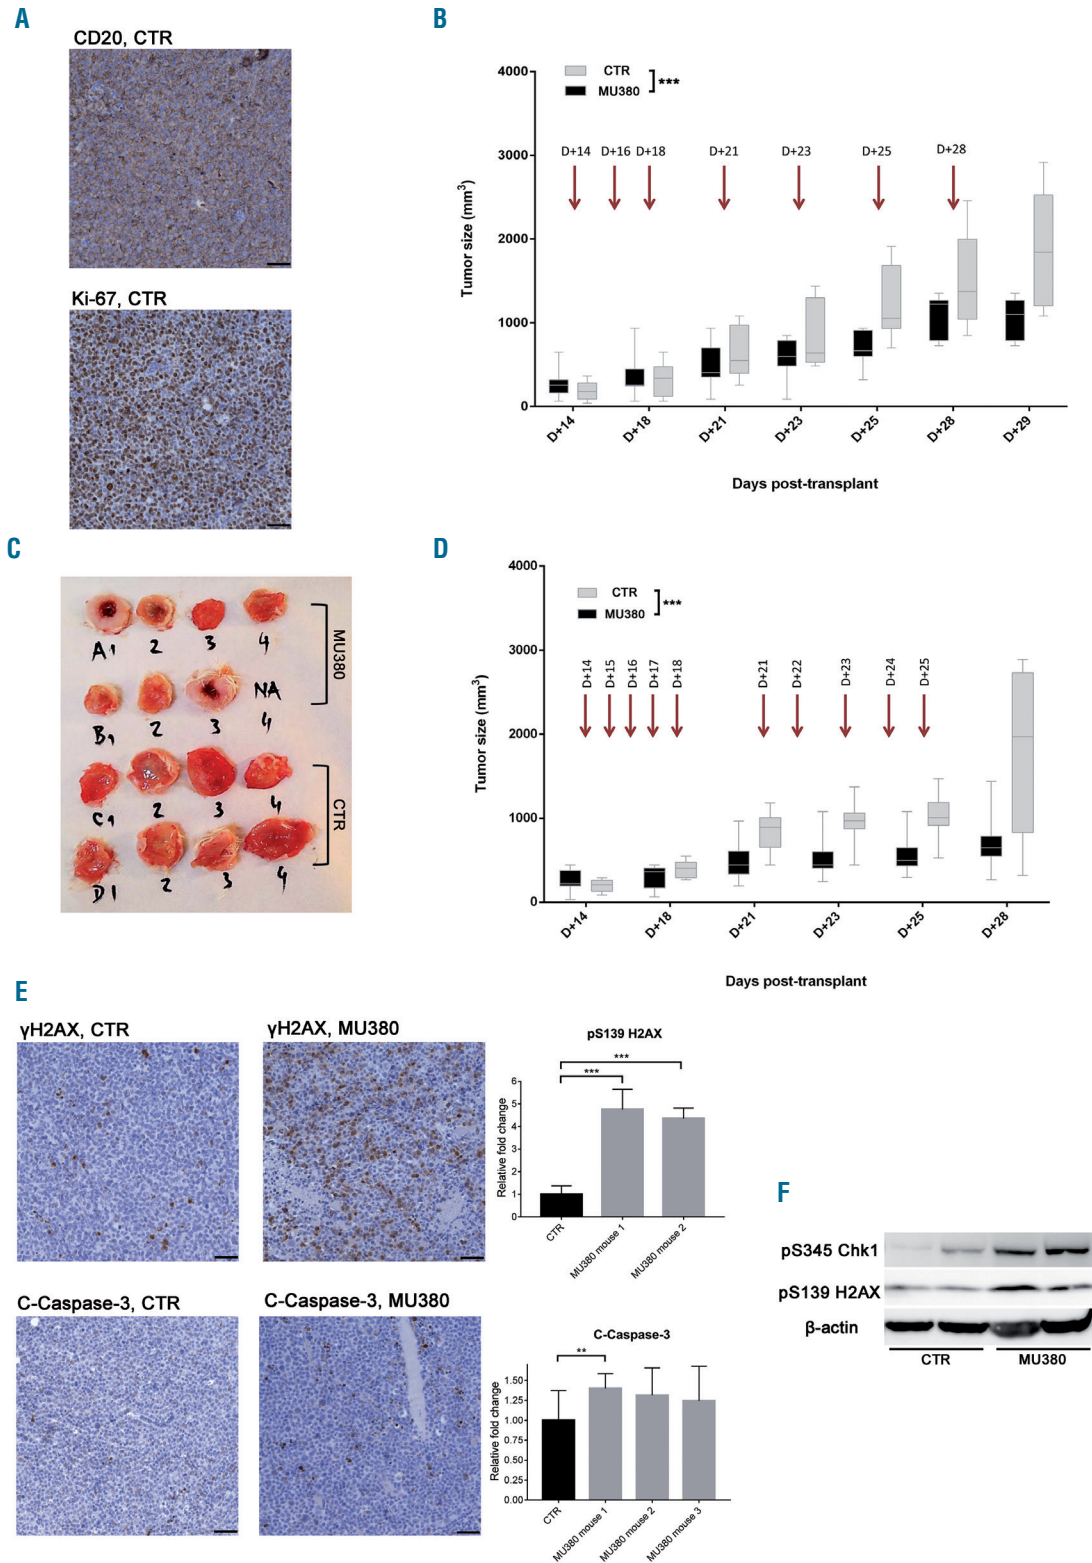 A
CD20, CTR
Ki-67, CTR
B
CTR
MU380
***
4000
3000
2000
1000
0
Tumor size (mm³)
D+14 D+16 D+18 D+21 D+23 D+25 D+28
D+14 D+18 D+21 D+23 D+25 D+28 D+29
Days post-transplant
C
A1 2 3 4
MU380
B1 2 3 NA 4
C1 2 3 4
CTR
D1 2 3 4
D
CTR
MU380
***
4000
3000
2000
1000
0
Tumor size (mm³)
D+14 D+15 D+16 D+17 D+18 D+21 D+22 D+23 D+24 D+25
D+14 D+18 D+21 D+23 D+25 D+28
Days post-transplant
E
γH2AX, CTR
γH2AX, MU380
pS139 H2AX
***
***
6
5
4
3
2
1
0
Relative fold change
CTR MU380 mouse 1 MU380 mouse 2
C-Caspase-3, CTR
C-Caspase-3, MU380
C-Caspase-3
**
1.50
1.25
1.00
0.75
0.50
0.25
0.00
Relative fold change
CTR MU380 mouse 1 MU380 mouse 2 MU380 mouse 3
F
pS345 Chk1
pS139 H2AX
β-actin
CTR MU380